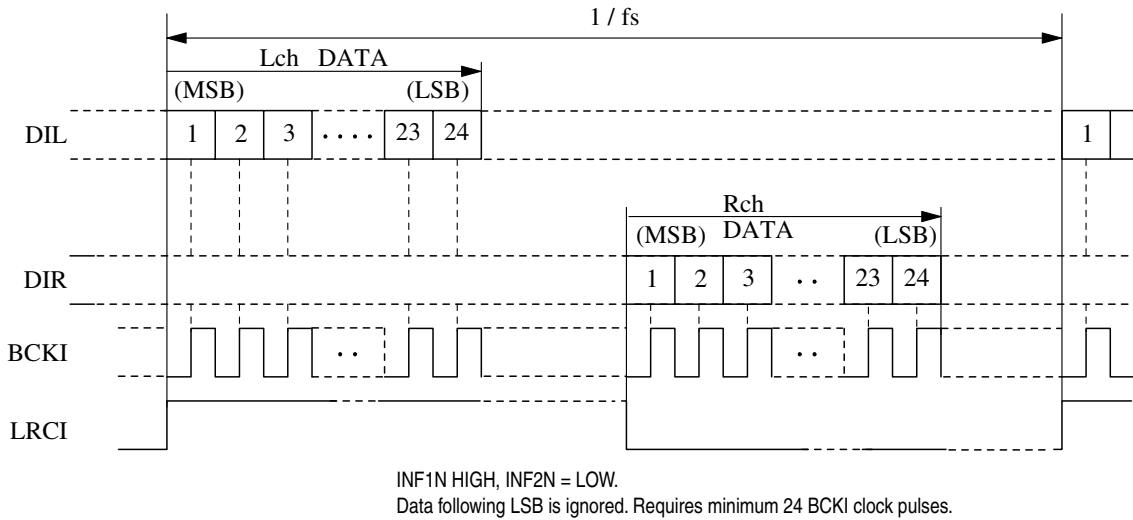 1 / fs
Lch DATA
(MSB) (LSB)
DIL 1 2 3 .... 23 24 1
Rch
(MSB) DATA (LSB)
DIR 1 2 3 .. 23 24
BCKI ..  ..
LRCI
INF1N HIGH, INF2N = LOW.
Data following LSB is ignored. Requires minimum 24 BCKI clock pulses.